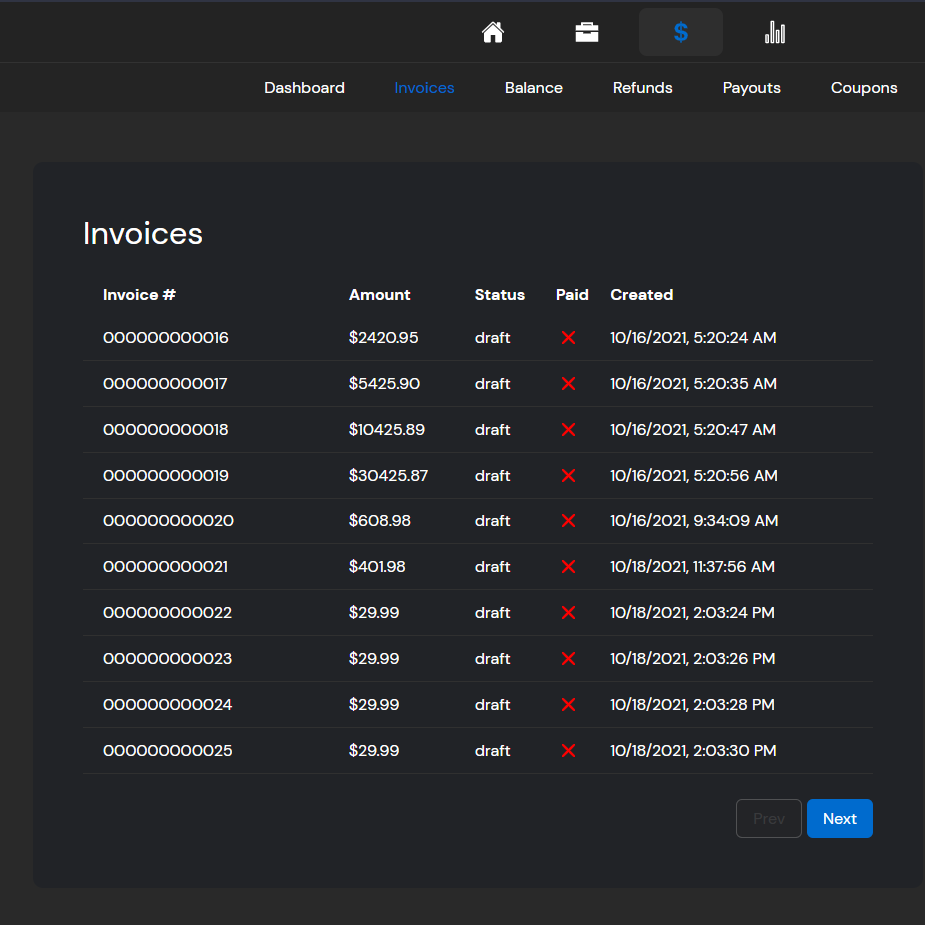 $
Dashboard Invoices Balance Refunds Payouts Coupons
Invoices
Invoice # Amount Status Paid Created
000000000016 $2420.95 draft 10/16/2021, 5:20:24 AM
000000000017 $5425.90 draft 10/16/2021, 5:20:35 AM
000000000018 $10425.89 draft 10/16/2021, 5:20:47 AM
000000000019 $30425.87 draft 10/16/2021, 5:20:56 AM
000000000020 $608.98 draft 10/16/2021, 9:34:09 AM
000000000021 $401.98 draft 10/18/2021, 11:37:56 AM
000000000022 $29.99 draft 10/18/2021, 2:03:24 PM
000000000023 $29.99 draft 10/18/2021, 2:03:26 PM
000000000024 $29.99 draft 10/18/2021, 2:03:28 PM
000000000025 $29.99 draft 10/18/2021, 2:03:30 PM
Prev Next